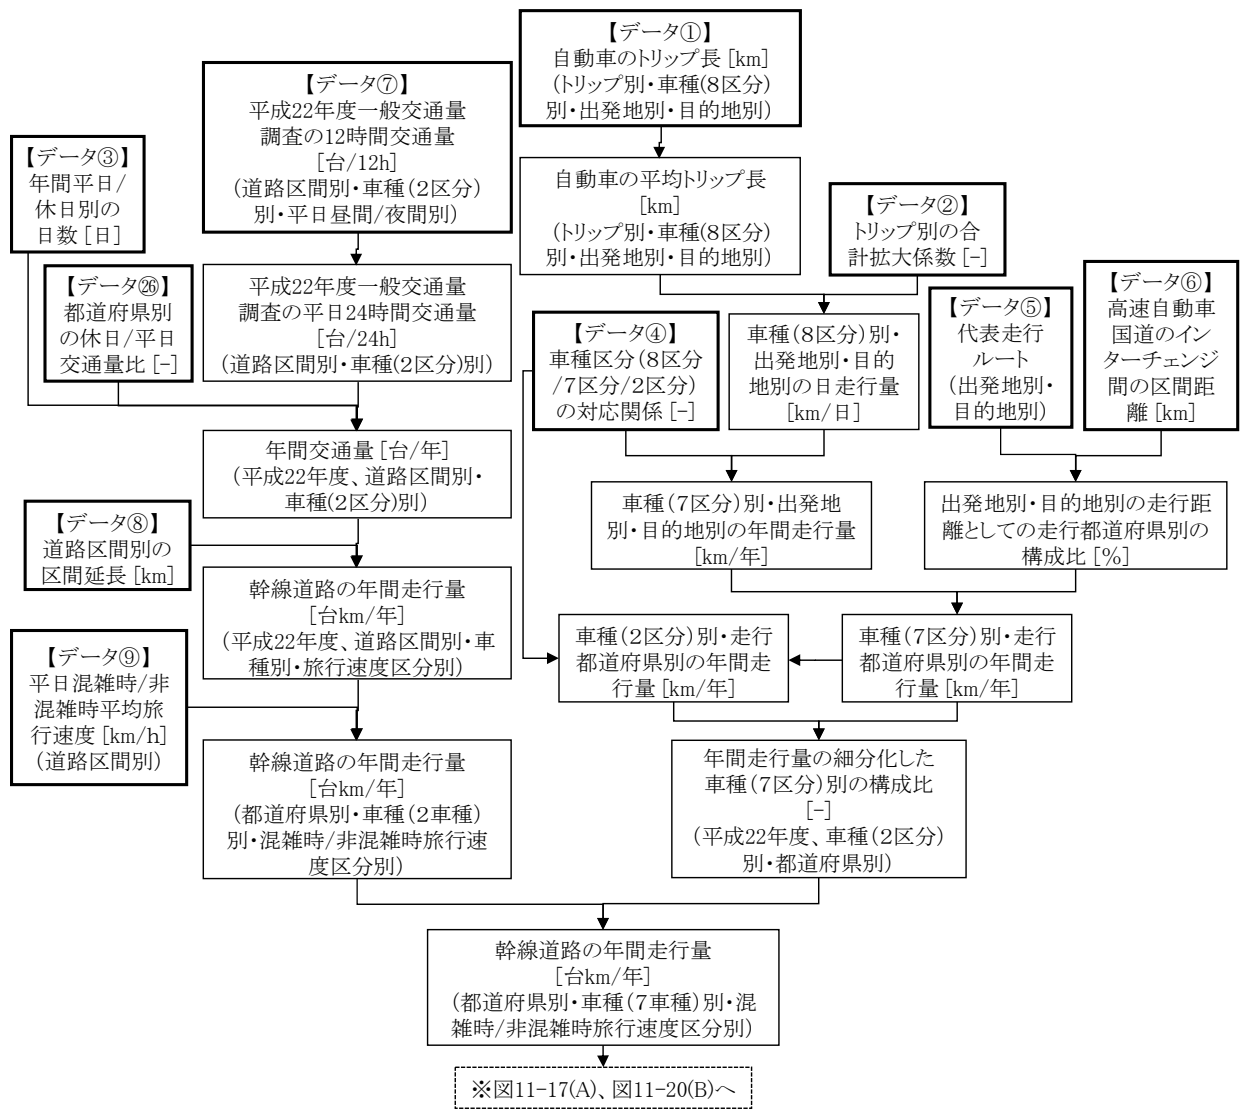 【データ①】
自動車のトリップ長［km］
（トリップ別・車種(8区分)
別・出発地別・目的地別）
【データ⑦】
平成22年度一般交通量
調査の12時間交通量
［台/12h］
（道路区間別・車種（2区分）
別・平日昼間/夜間別）
【データ③】
年間平日/
休日別の
日数［日］
自動車の平均トリップ長
［km］
（トリップ別・車種(8区分)
別・出発地別・目的地別）
【データ②】
トリップ別の合
計拡大係数［-］
【データ㉖】
都道府県別
の休日/平日
交通量比［-］
平成22年度一般交通量
調査の平日24時間交通量
［台/24h］
（道路区間別・車種(2区分)別）
【データ④】
車種区分（8区分
/7区分/2区分）
の対応関係［-］
車種（8区分）別・
出発地別・目的
地別の日走行量
［km/日］
【データ⑤】
代表走行
ルート
（出発地別・
目的地別）
【データ⑥】
高速自動車
国道のイン
ターチェンジ
間の区間距
離［km］
年間交通量［台/年］
（平成22年度、道路区間別・
車種(2区分)別）
【データ⑧】
道路区間別の
区間延長［km］
車種（7区分）別・出発地
別・目的地別の年間走行量
［km/年］
出発地別・目的地別の走行距
離としての走行都道府県別の
構成比［%］
幹線道路の年間走行量
［台km/年］
（平成22年度、道路区間別・車
種別・旅行速度区分別）
【データ⑨】
平日混雑時/非
混雑時平均旅
行速度［km/h］
（道路区間別）
車種（2区分）別・走行
都道府県別の年間走
行量［km/年］
車種（7区分）別・走行
都道府県別の年間走
行量［km/年］
幹線道路の年間走行量
［台km/年］
（都道府県別・車種（2車種）
別・混雑時/非混雑時旅行速
度区分別）
年間走行量の細分化した
車種（7区分）別の構成比
［-］
（平成22年度、車種（2区分）
別・都道府県別）
幹線道路の年間走行量
［台km/年］
（都道府県別・車種（7車種）別・混
雑時/非混雑時旅行速度区分別）
※図11-17(A)、図11-20(B)へ